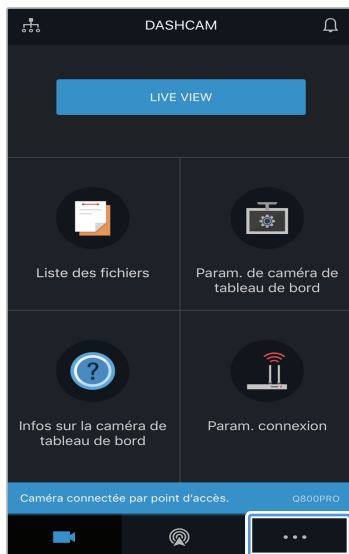 DASHCAM
LIVE VIEW
Liste des fichiers
Param. de caméra de
tableau de bord
?
Infos sur la caméra de
tableau de bord
Param. connexion
Caméra connectée par point d'accès.
Q800PRO